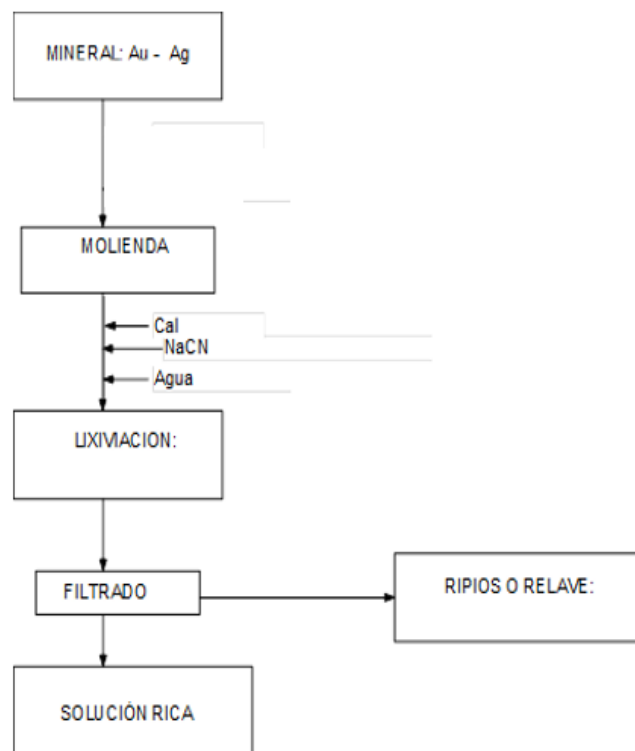 MINERAL: Au - Ag
MOLIENDA
Cal
NaCN
Agua
LIXIVIACION:
FILTRADO
RIPIOS O RELAVE:
SOLUCIÓN RICA